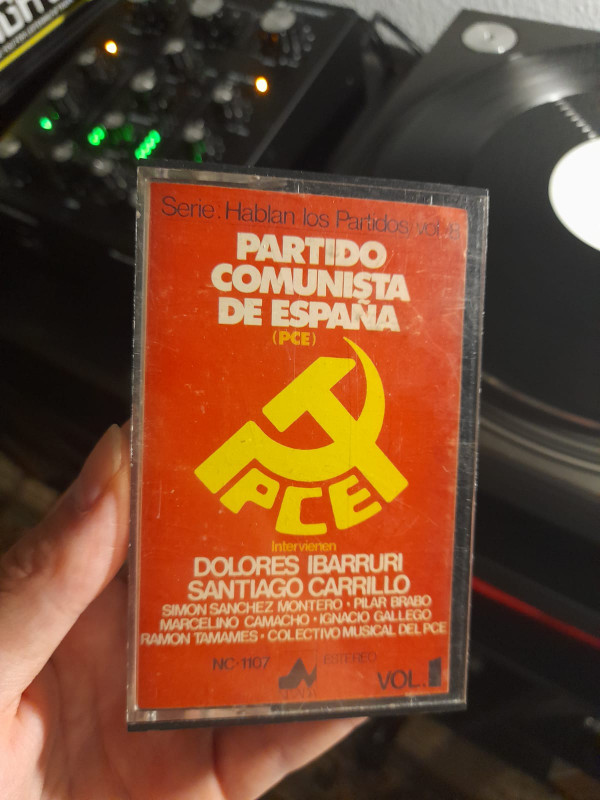 Serie. Hablan los Partidos, vol.
PARTIDO
COMUNISTA
DE ESPAÑA
(PCE)
PCE
Intervienen
DOLORES IBARRURI
SANTIAGO CARRILLO
SIMON SANCHEZ MONTERO • PILAR BRABO
MARCELINO CAMACHO • IGNACIO GALLEGO
RAMON TAMAMES • COLECTIVO MUSICAL DEL PCE
NC-1107 ESTEREO
VOL. 1